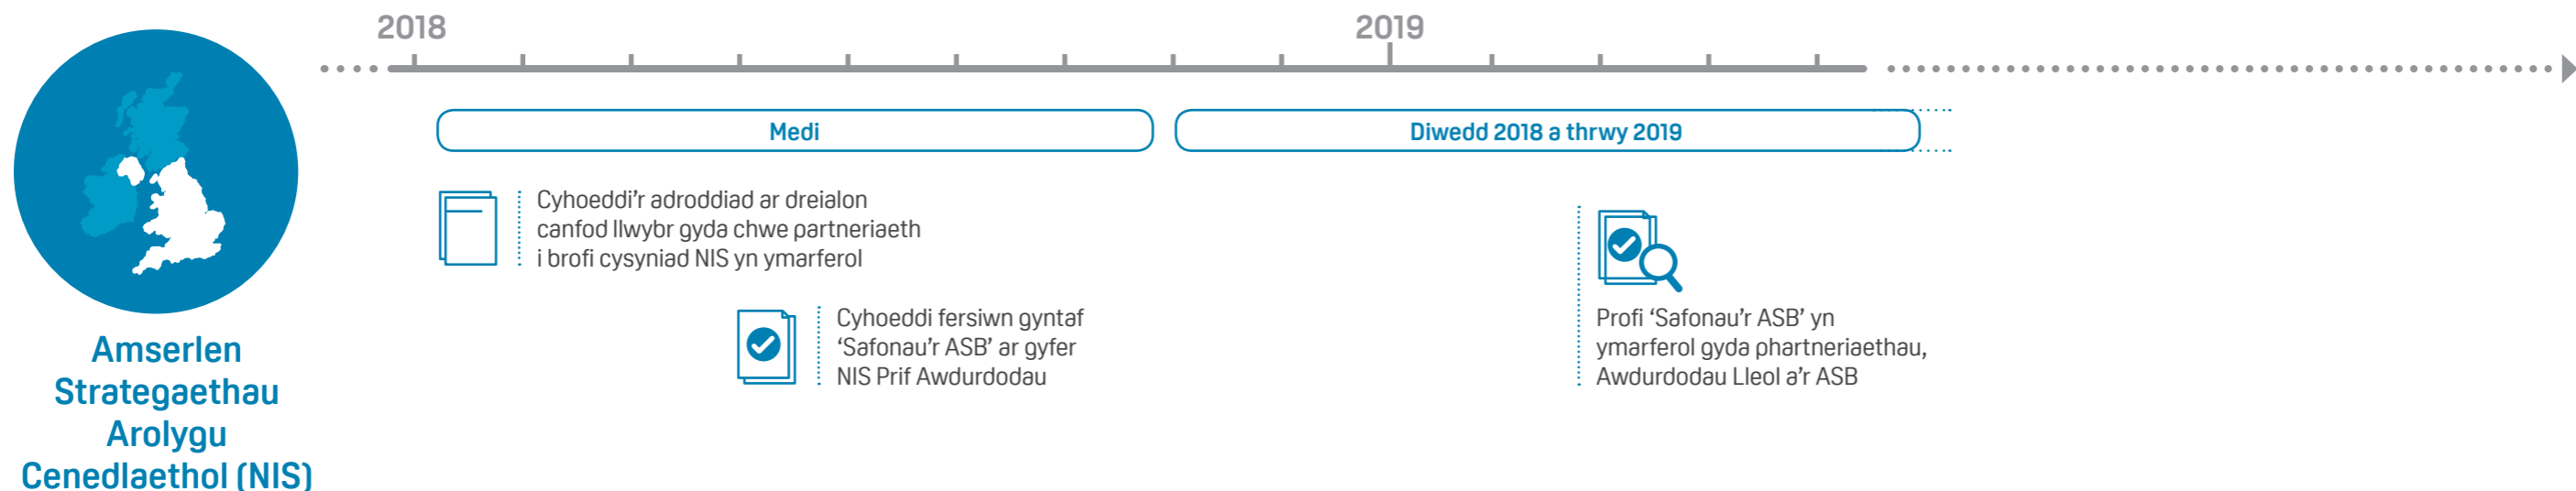 2018
2019
Medi
Diwedd 2018 a thrwy 2019
Cyhoeddi’r adroddiad ar dreialon
canfod llwybr gyda chwe partneriaeth
i brofi cysyniad NIS yn ymarferol
Cyhoeddi fersiwn gyntaf
‘Safonau’r ASB’ ar gyfer
NIS Prif Awdurdodau
Profi ‘Safonau’r ASB’ yn
ymarferol gyda phartneriaethau,
Awdurdodau Lleol a’r ASB
Amserlen
Strategaethau
Arolygu
Cenedlaethol (NIS)